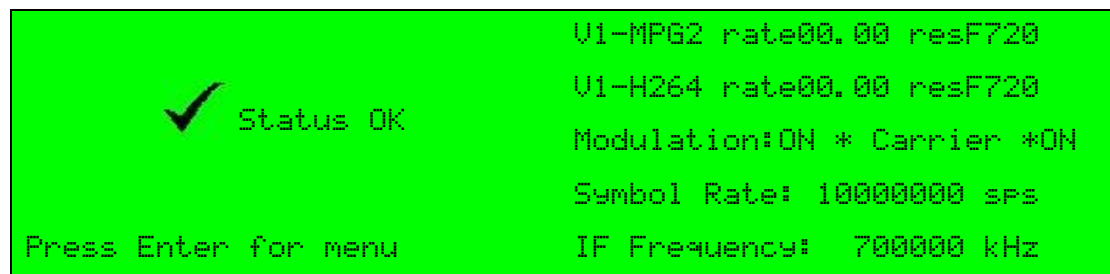 Status OK
Press Enter for menu
V1-MPG2 rate00.00 resF720
V1-H264 rate00.00 resF720
Modulation:ON * Carrier *ON
Symbol Rate: 10000000 sps
IF Frequency:  700000 kHz